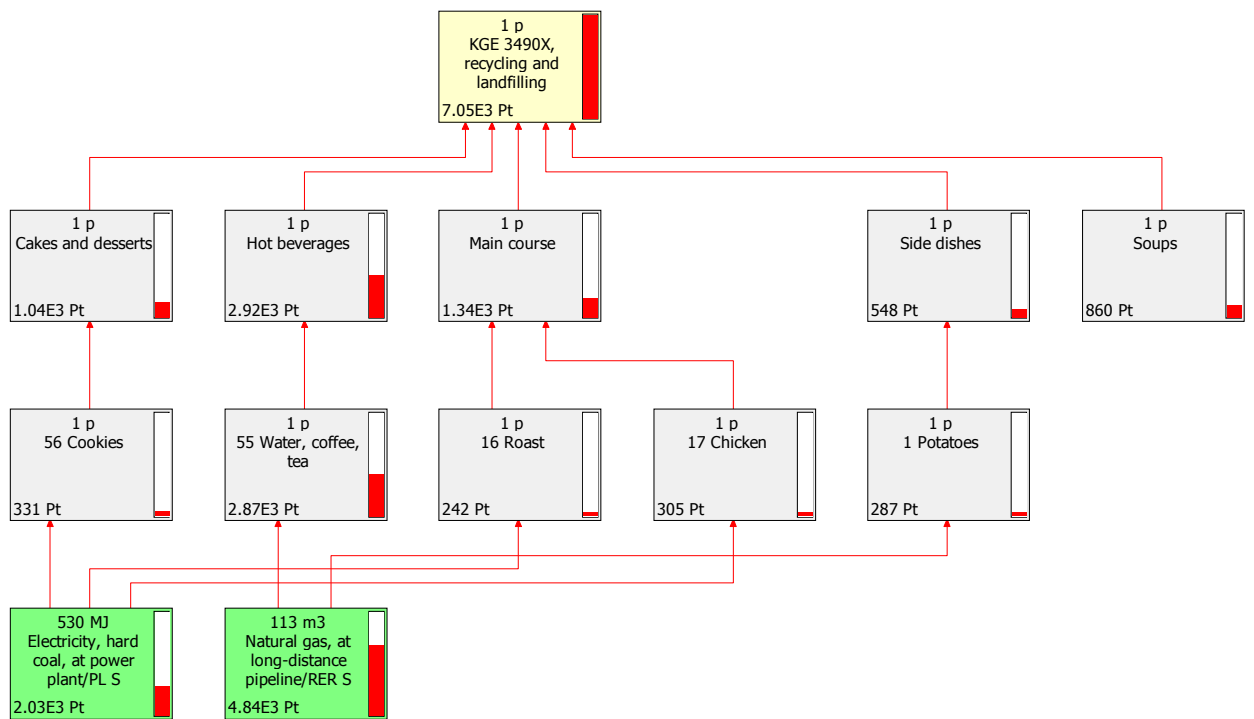 1 p
KGE 3490X,
recycling and
landfilling
7.05E3 Pt
1 p
Cakes and desserts
1.04E3 Pt
1 p
Hot beverages
2.92E3 Pt
1 p
Main course
1.34E3 Pt
1 p
Side dishes
548 Pt
1 p
Soups
860 Pt
1 p
56 Cookies
331 Pt
1 p
55 Water, coffee,
tea
2.87E3 Pt
1 p
16 Roast
242 Pt
1 p
17 Chicken
305 Pt
1 p
1 Potatoes
287 Pt
530 MJ
Electricity, hard
coal, at power
plant/PL S
2.03E3 Pt
113 m3
Natural gas, at
long-distance
pipeline/RER S
4.84E3 Pt